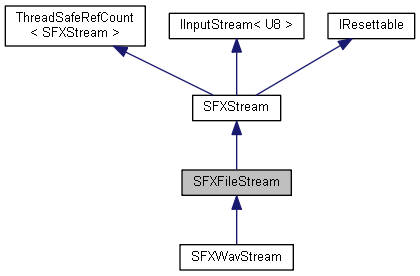 ThreadSafeRefCount
< SFXStream >
IInputStream< U8 >
IResettable
SFXStream
SFXFileStream
SFXWavStream